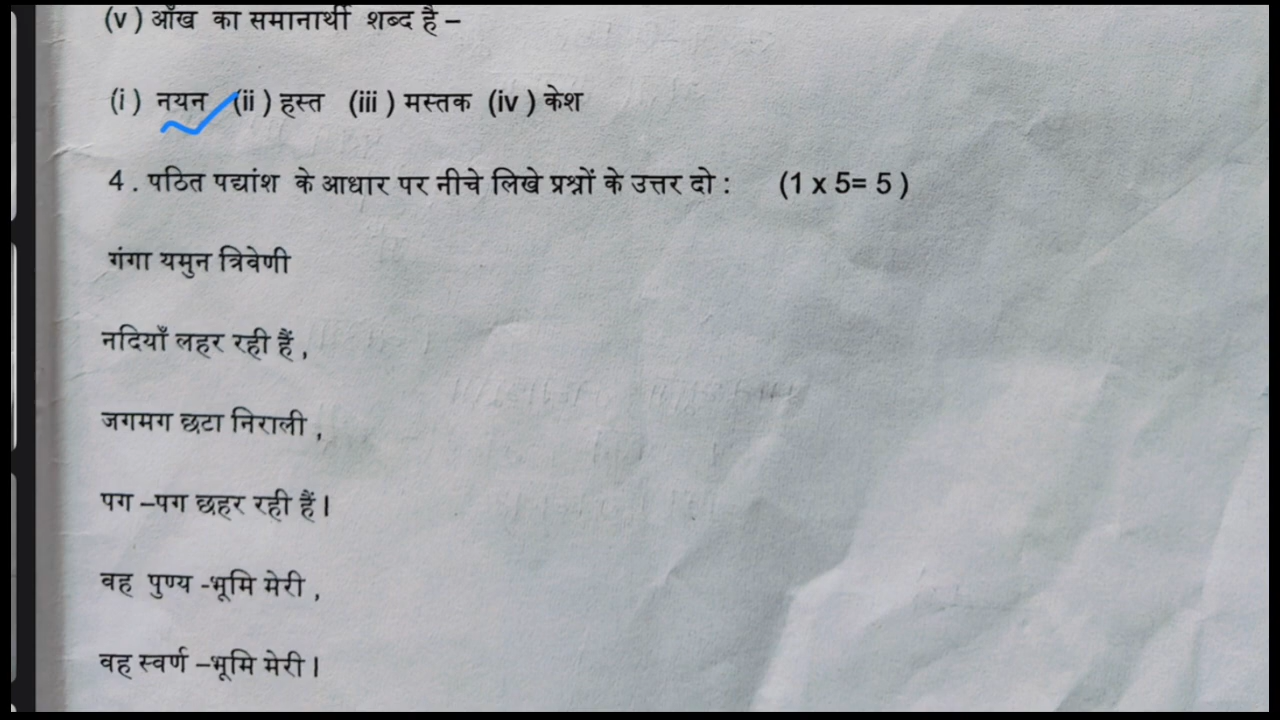 (v) आँख का समानार्थी शब्द है –
(i) नयन (ii) हस्त (iii) मस्तक (iv) केश
4. पठित पद्यांश के आधार पर नीचे लिखे प्रश्नों के उत्तर दो : (1 x 5= 5)
गंगा यमुन त्रिवेणी
नदियाँ लहर रही हैं,
जगमग छटा निराली,
पग –पग छहर रही हैं।
वह पुण्य -भूमि मेरी,
वह स्वर्ण –भूमि मेरी।